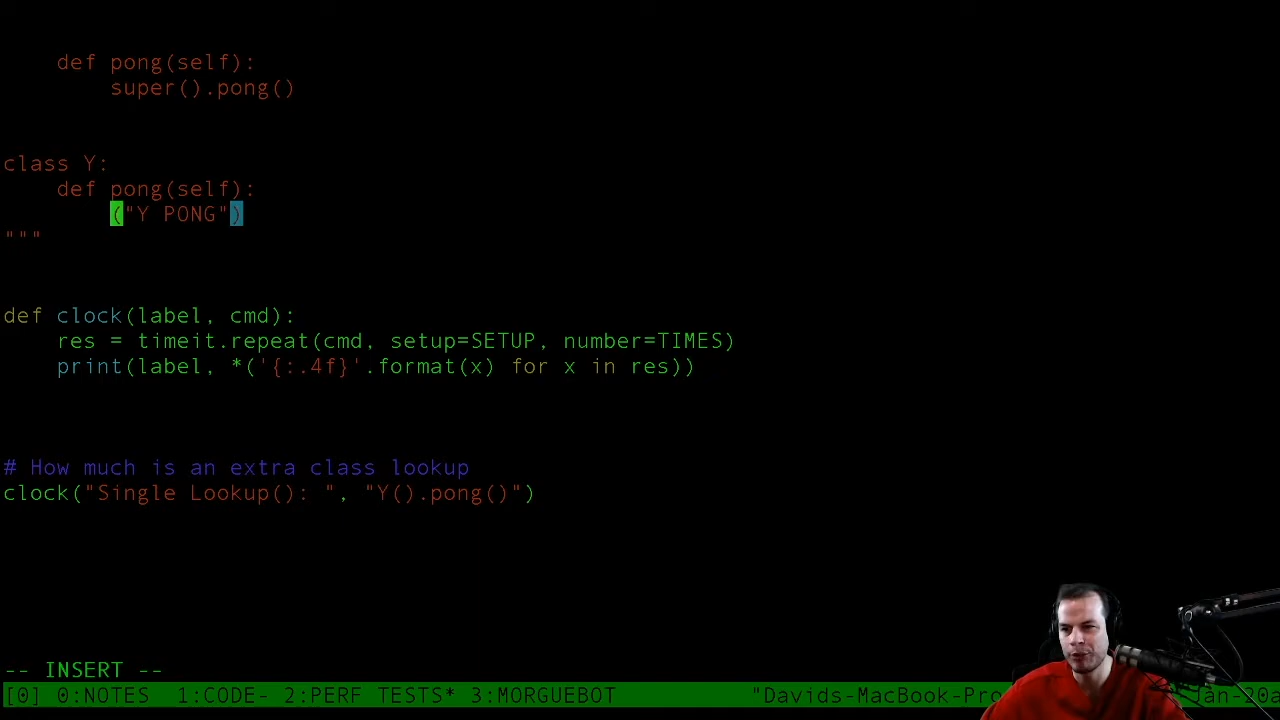 def pong(self):
super().pong()
class Y:
def pong(self):
("Y PONG")
"""
def clock(label, cmd):
res = timeit.repeat(cmd, setup=SETUP, number=TIMES)
print(label, *('{:.4f}'.format(x) for x in res))
# How much is an extra class lookup
clock("Single Lookup(): ", "Y().pong()")
-- INSERT --
[0] 0:NOTES 1:CODE- 2:PERF TESTS* 3:MORGUEBOT "Davids-MacBook-Pro Jan-20